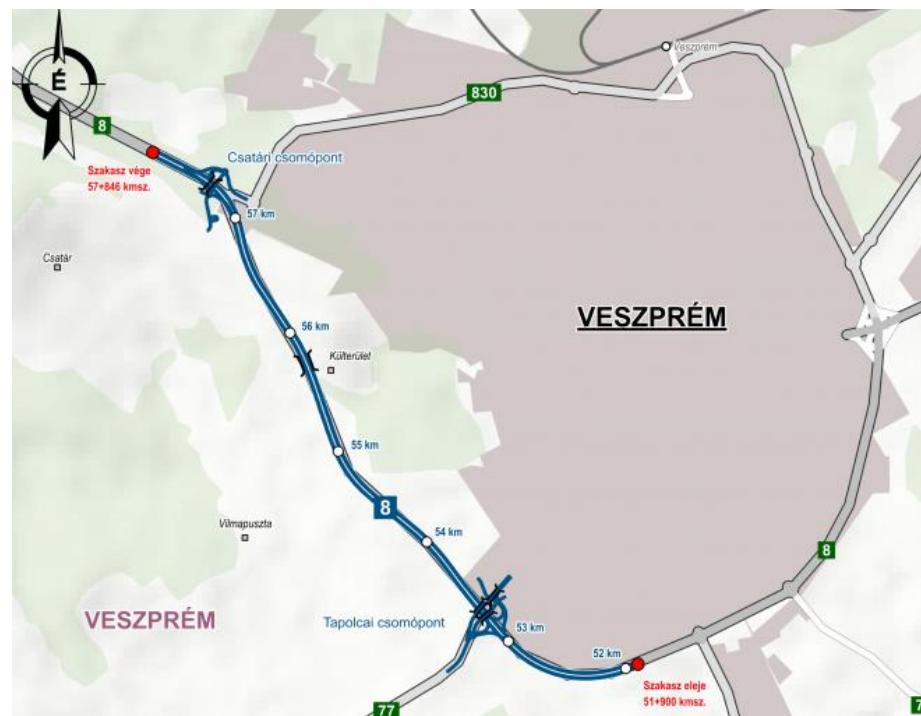 Veszprém
830
É
8
Csatári csomópont
Szakasz vége
57+846 kmsz.
57 km
Csatár
VESZPRÉM
56 km
Külterület
55 km
8
Vilmapuszta
54 km
8
VESZPRÉM
Tapolcai csomópont
53 km
52 km
Szakasz eleje
51+900 kmsz.
77
7